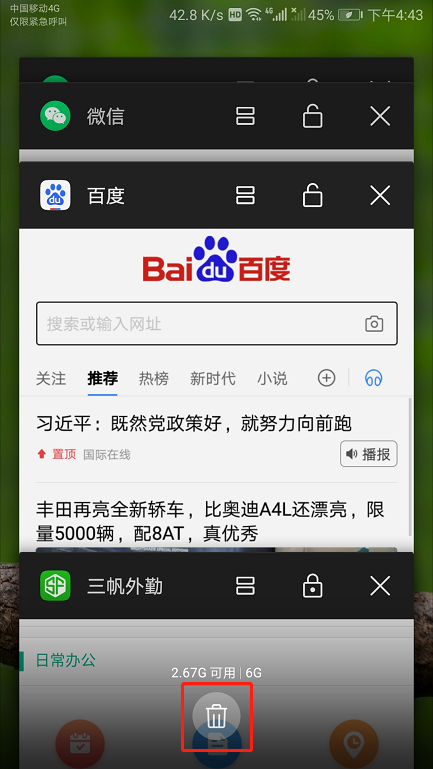 中国移动4G
仅限紧急呼叫
42.8 K/s HD 4G 45% 下午4:43
微信
百度
Bai du 百度
搜索或输入网址
关注 推荐 热榜 新时代 小说
习近平：既然党政策好，就努力向前跑
置顶 国际在线 播报
丰田再亮全新轿车，比奥迪A4L还漂亮，限
量5000辆，配8AT，真优秀
三帆外勤
日常办公
2.67G 可用 | 6G